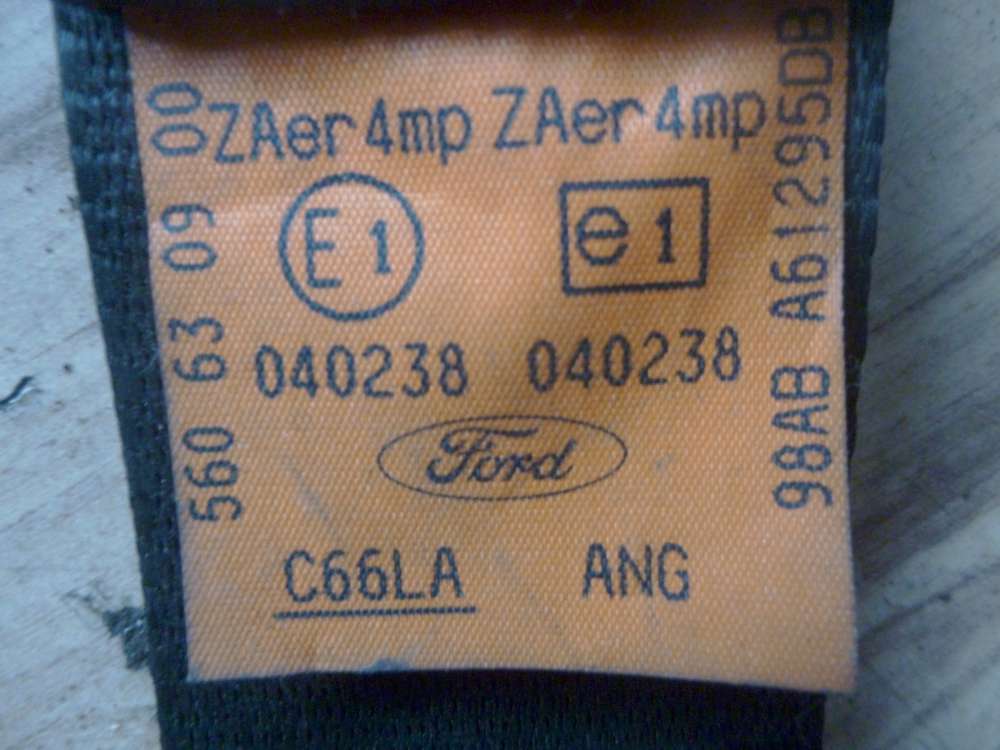 ZAer4mp ZAer4mp
E1 e1
040238 040238
Ford
C66LA ANG
560 63 09 00
98AB A61295DB